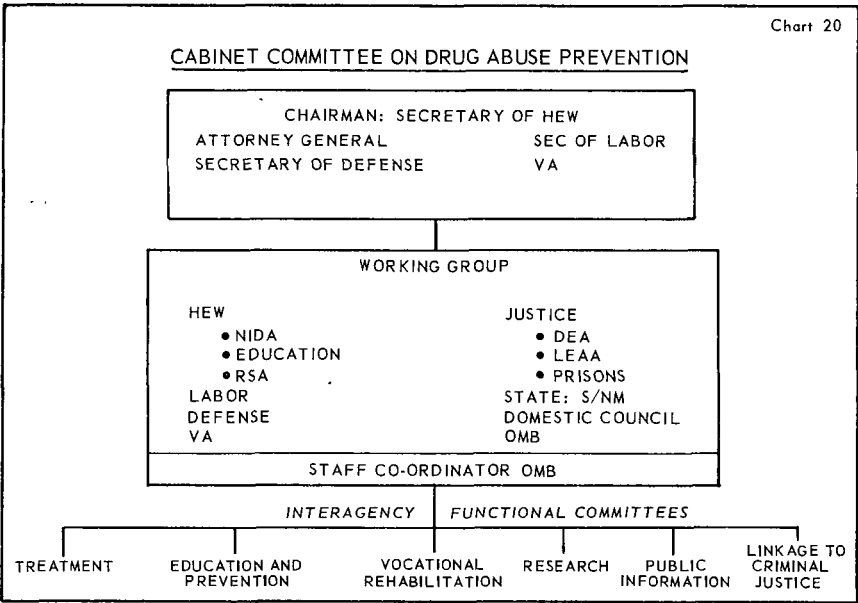 Chart 20
CABINET COMMITTEE ON DRUG ABUSE PREVENTION
CHAIRMAN: SECRETARY OF HEW
ATTORNEY GENERAL
SECRETARY OF DEFENSE
SEC OF LABOR
VA
WORKING GROUP
HEW
• NIDA
• EDUCATION
• RSA
LABOR
DEFENSE
VA
JUSTICE
• DEA
• LEAA
• PRISONS
STATE: S/NM
DOMESTIC COUNCIL
OMB
STAFF CO-ORDINATOR OMB
INTERAGENCY FUNCTIONAL COMMITTEES
TREATMENT
EDUCATION AND
PREVENTION
VOCATIONAL
REHABILITATION
RESEARCH
PUBLIC
INFORMATION
LINKAGE TO
CRIMINAL
JUSTICE